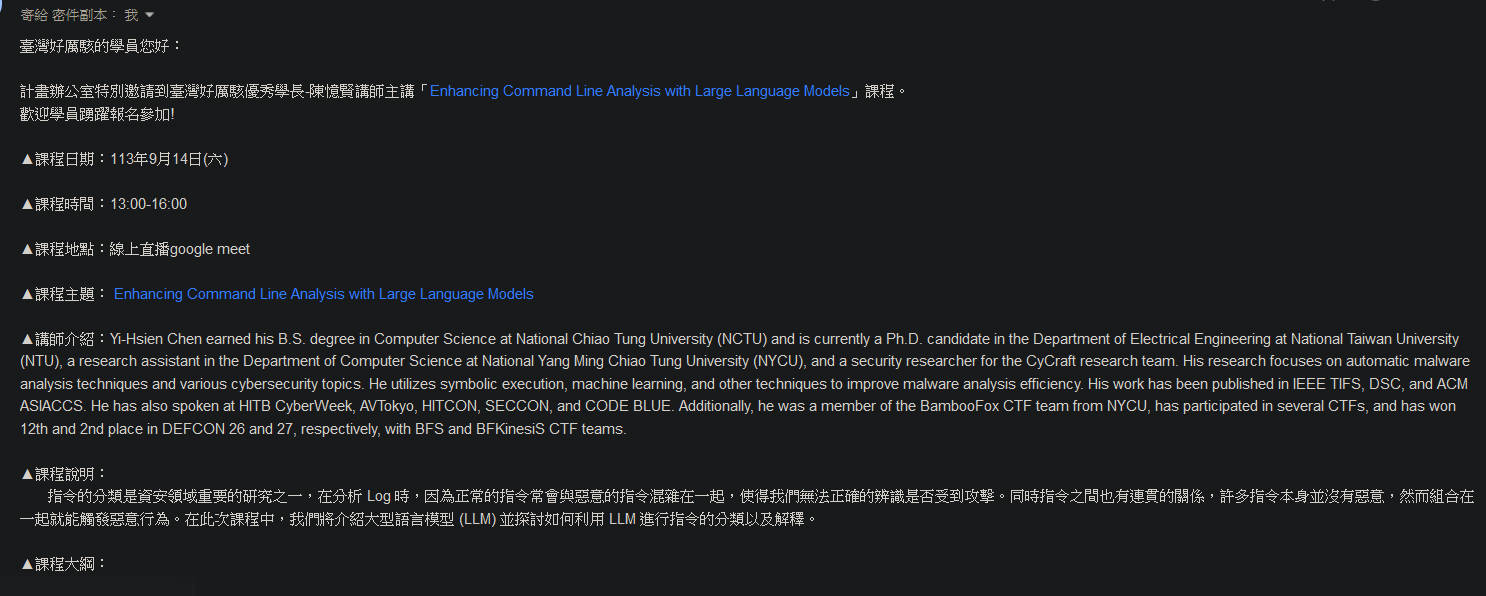 寄給 密件副本： 我
臺灣好厲駭的學員您好：
計畫辦公室特別邀請到臺灣好厲駭優秀學長-陳憶賢講師主講「Enhancing Command Line Analysis with Large Language Models」課程。
歡迎學員踴躍報名參加!
▲課程日期：113年9月14日(六)
▲課程時間：13:00-16:00
▲課程地點：線上直播google meet
▲課程主題： Enhancing Command Line Analysis with Large Language Models
▲講師介紹：Yi-Hsien Chen earned his B.S. degree in Computer Science at National Chiao Tung University (NCTU) and is currently a Ph.D. candidate in the Department of Electrical Engineering at National Taiwan University
(NTU), a research assistant in the Department of Computer Science at National Yang Ming Chiao Tung University (NYCU), and a security researcher for the CyCraft research team. His research focuses on automatic malware
analysis techniques and various cybersecurity topics. He utilizes symbolic execution, machine learning, and other techniques to improve malware analysis efficiency. His work has been published in IEEE TIFS, DSC, and ACM
ASIACCS. He has also spoken at HITB CyberWeek, AVTokyo, HITCON, SECCON, and CODE BLUE. Additionally, he was a member of the BambooFox CTF team from NYCU, has participated in several CTFs, and has won
12th and 2nd place in DEFCON 26 and 27, respectively, with BFS and BFKinesiS CTF teams.
▲課程說明：
指令的分類是資安領域重要的研究之一，在分析 Log 時，因為正常的指令常會與惡意的指令混雜在一起，使得我們無法正確的辨識是否受到攻擊。同時指令之間也有連貫的關係，許多指令本身並沒有惡意，然而組合在
一起就能觸發惡意行為。在此次課程中，我們將介紹大型語言模型 (LLM) 並探討如何利用 LLM 進行指令的分類以及解釋。
▲課程大綱：